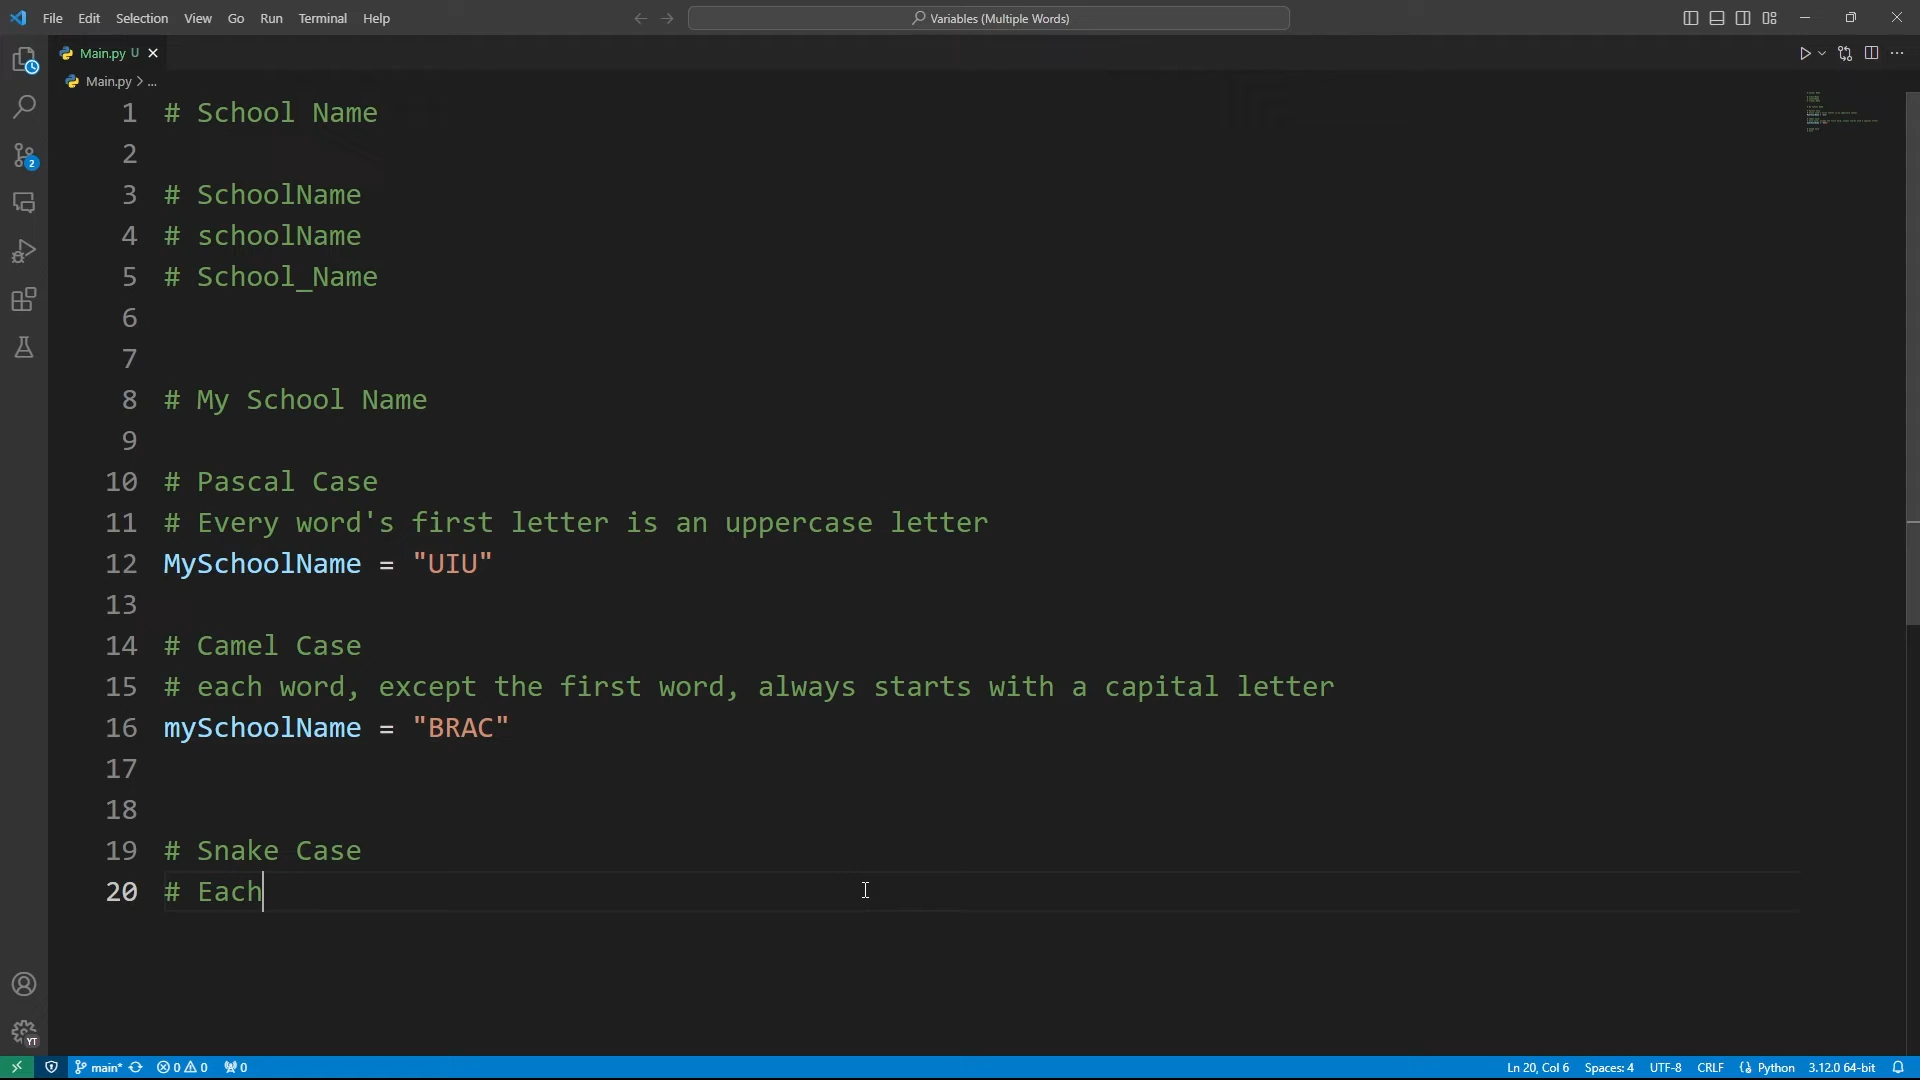 File Edit Selection View Go Run Terminal Help
Variables (Multiple Words)
Main.py U
Main.py > ...
1 # School Name
2
3 # SchoolName
4 # schoolName
5 # School_Name
6
7
8 # My School Name
9
10 # Pascal Case
11 # Every word's first letter is an uppercase letter
12 MySchoolName = "UIU"
13
14 # Camel Case
15 # each word, except the first word, always starts with a capital letter
16 mySchoolName = "BRAC"
17
18
19 # Snake Case
20 # Each
2
YT
main* 0 0 0 Ln 20, Col 6 Spaces: 4 UTF-8 CRLF Python 3.12.0 64-bit